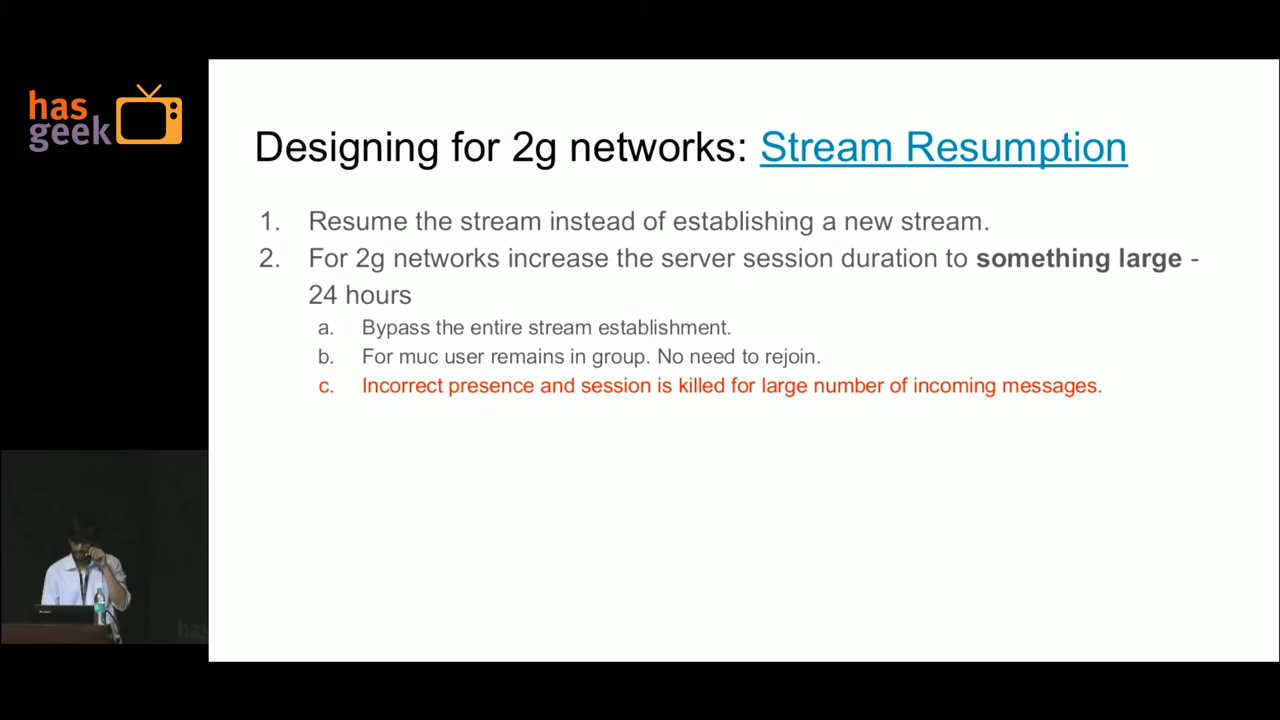 has
geek
Designing for 2g networks: Stream Resumption
1. Resume the stream instead of establishing a new stream.
2. For 2g networks increase the server session duration to something large -
24 hours
a. Bypass the entire stream establishment.
b. For muc user remains in group. No need to rejoin.
c. Incorrect presence and session is killed for large number of incoming messages.
has